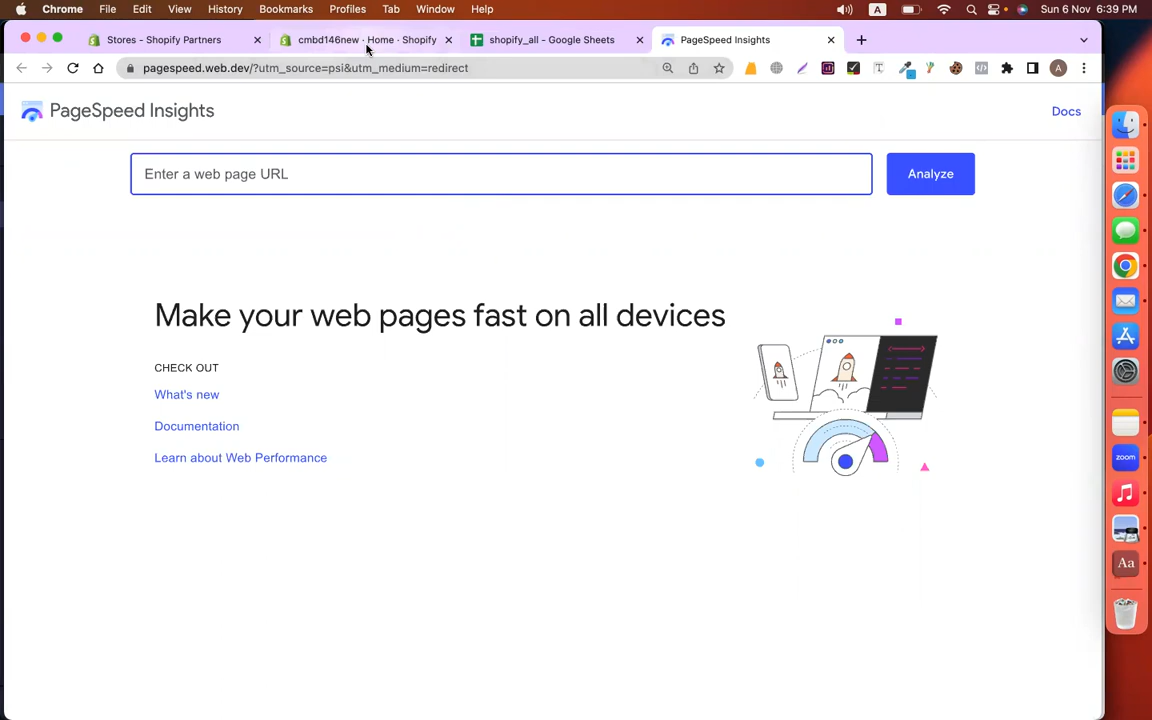 Chrome File Edit View History Bookmarks Profiles Tab Window Help A Sun 6 Nov 6:39 PM
Stores - Shopify Partners cmbd146new · Home · Shopify shopify_all - Google Sheets PageSpeed Insights
pagespeed.web.dev/?utm_source=psi&utm_medium=redirect A
PageSpeed Insights Docs
Enter a web page URL Analyze
Make your web pages fast on all devices
CHECK OUT
What's new
Documentation
Learn about Web Performance
zoom
Aa